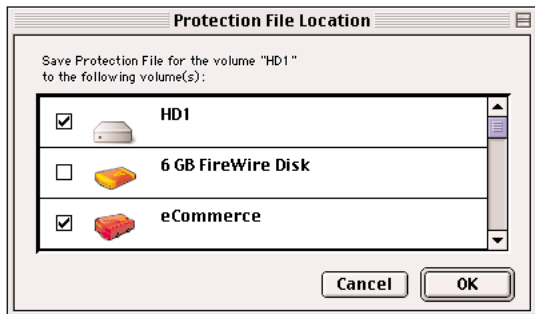 Protection File Location
Save Protection File for the volume "HD1"
to the following volume(s):
HD1
6 GB FireWire Disk
eCommerce
Cancel
OK